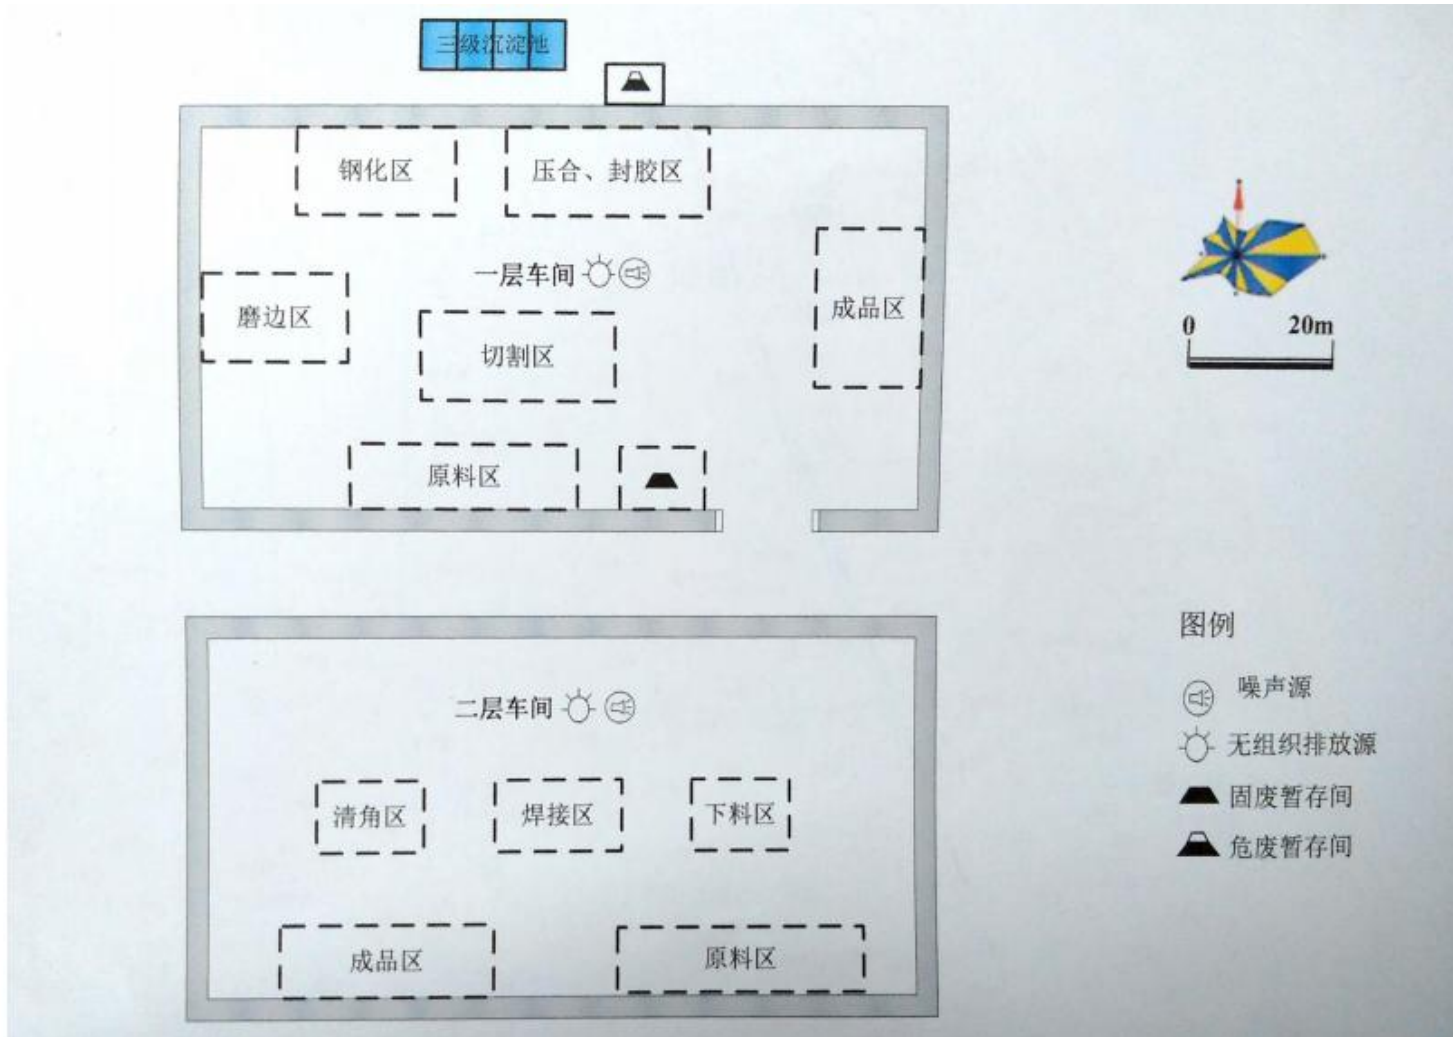 三级沉淀池
钢化区
压合、封胶区
一层车间
成品区
磨边区
切割区
原料区
0 20m
二层车间
清角区
焊接区
下料区
成品区
原料区
图例
噪声源
无组织排放源
固废暂存间
危废暂存间